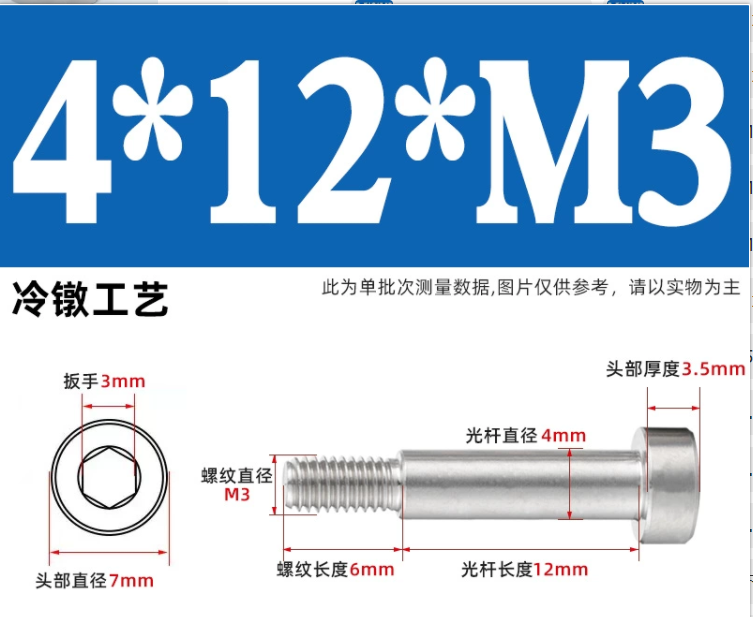 4*12*M3
冷镦工艺
此为单批次测量数据,图片仅供参考，请以实物为主
头部厚度3.5mm
扳手3mm
光杆直径4mm
螺纹直径
M3
螺纹长度6mm
光杆长度12mm
头部直径7mm